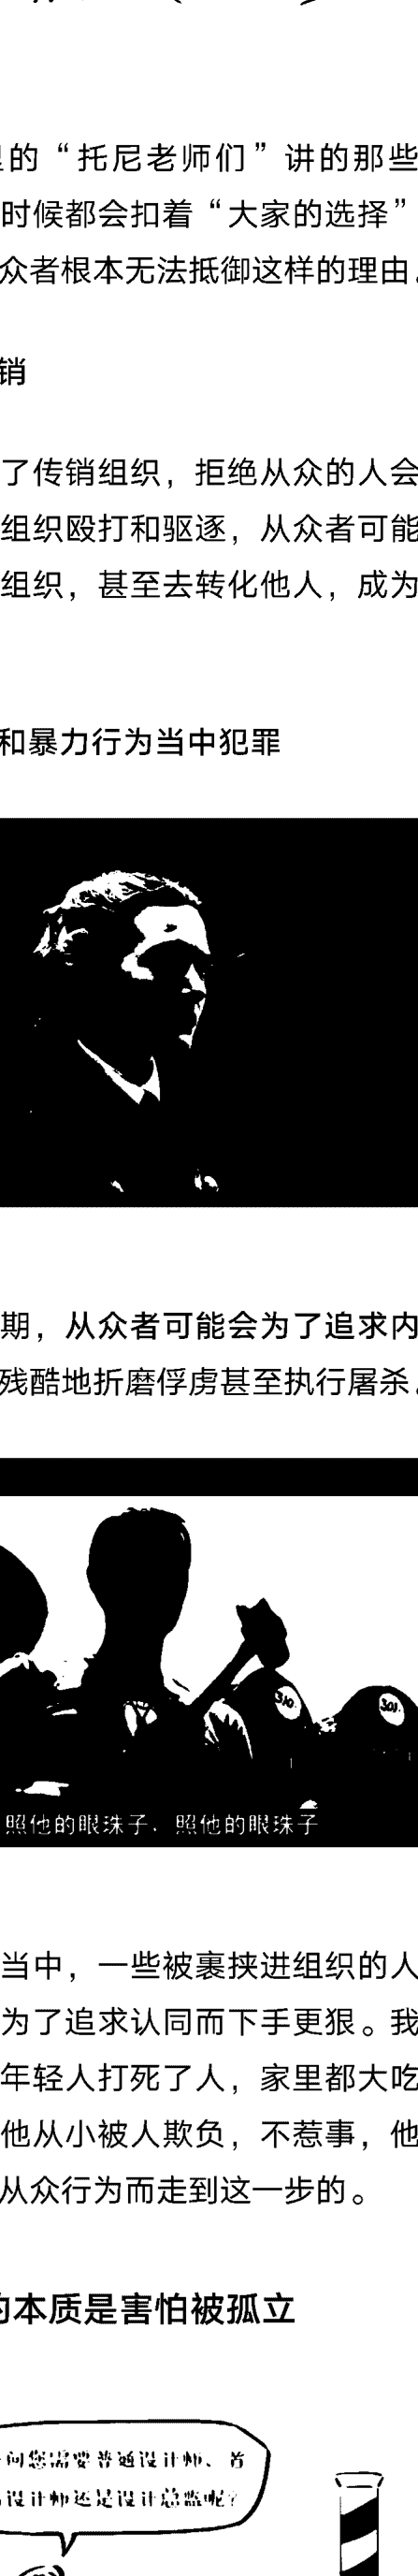 的“托尼老师们”讲的那些
时候都会扣着“大家的选择”
众者根本无法抵御这样的理由
销
了传销组织，拒绝从众的人会
组织殴打和驱逐，从众者可能
组织，甚至去转化他人，成为
和暴力行为当中犯罪
期，从众者可能会为了追求内
残酷地折磨俘虏甚至执行屠杀
310
301
照他的眼珠子，照他的眼珠子
当中，一些被裹挟进组织的人
为了追求认同而下手更狠。我
年轻人打死了人，家里都大吃
他从小被人欺负，不惹事，他
从众行为而走到这一步的。
的本质是害怕被孤立
问您需要普通设计师、首
设计师还是设计总监呢？